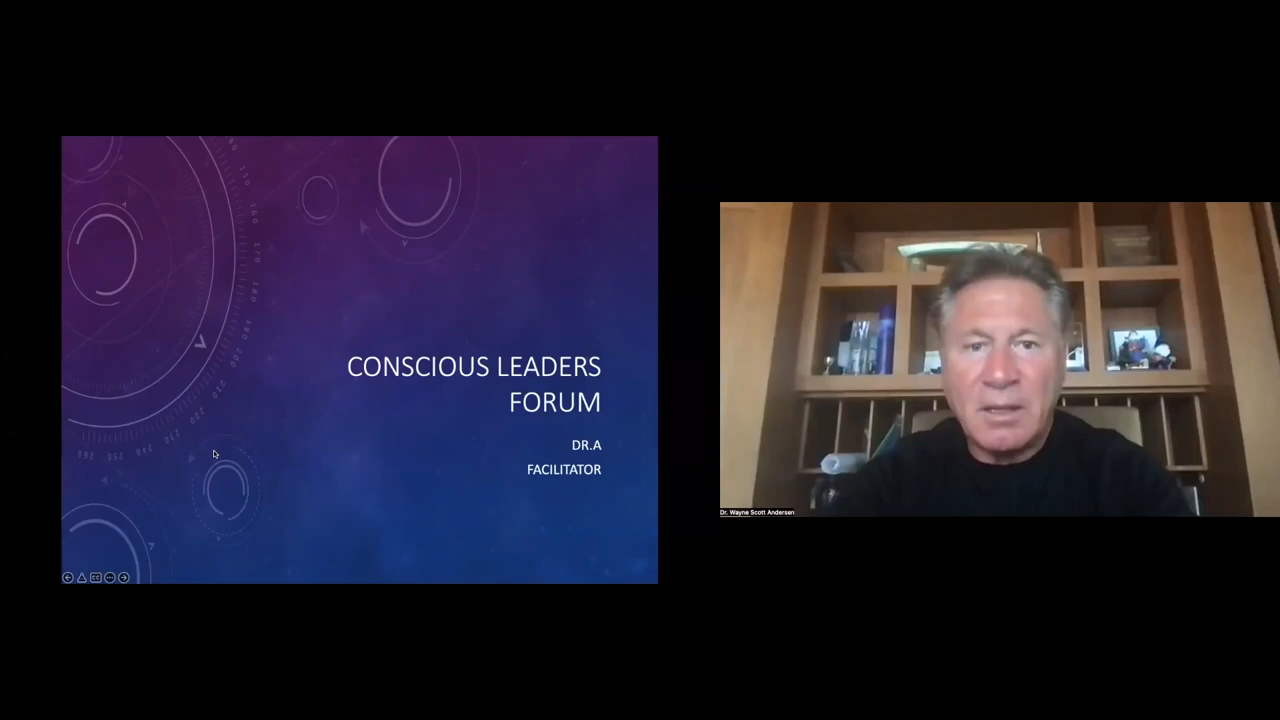 CONSCIOUS LEADERS
FORUM
DR.A
FACILITATOR
Dr. Wayne Scott Andersen